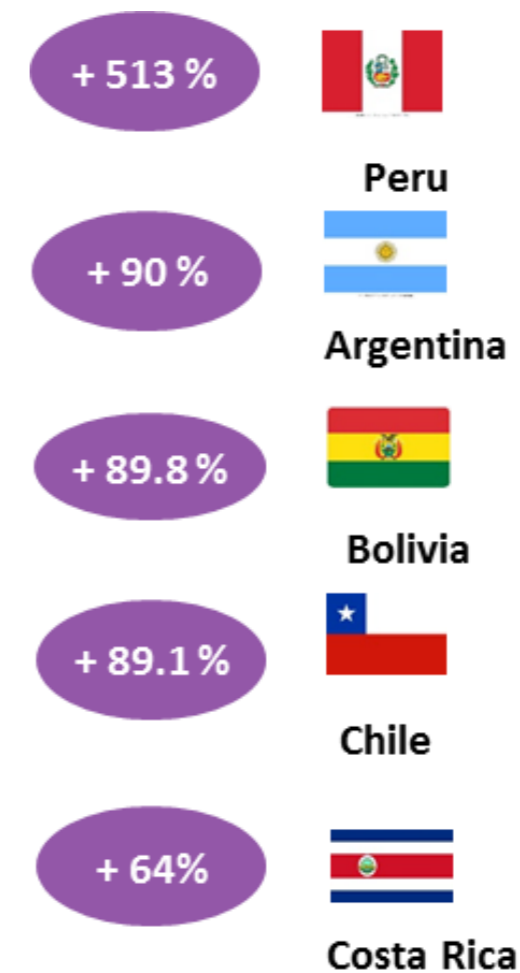 + 513 %
Peru
+ 90 %
Argentina
+ 89.8 %
Bolivia
+ 89.1 %
Chile
+ 64%
Costa Rica